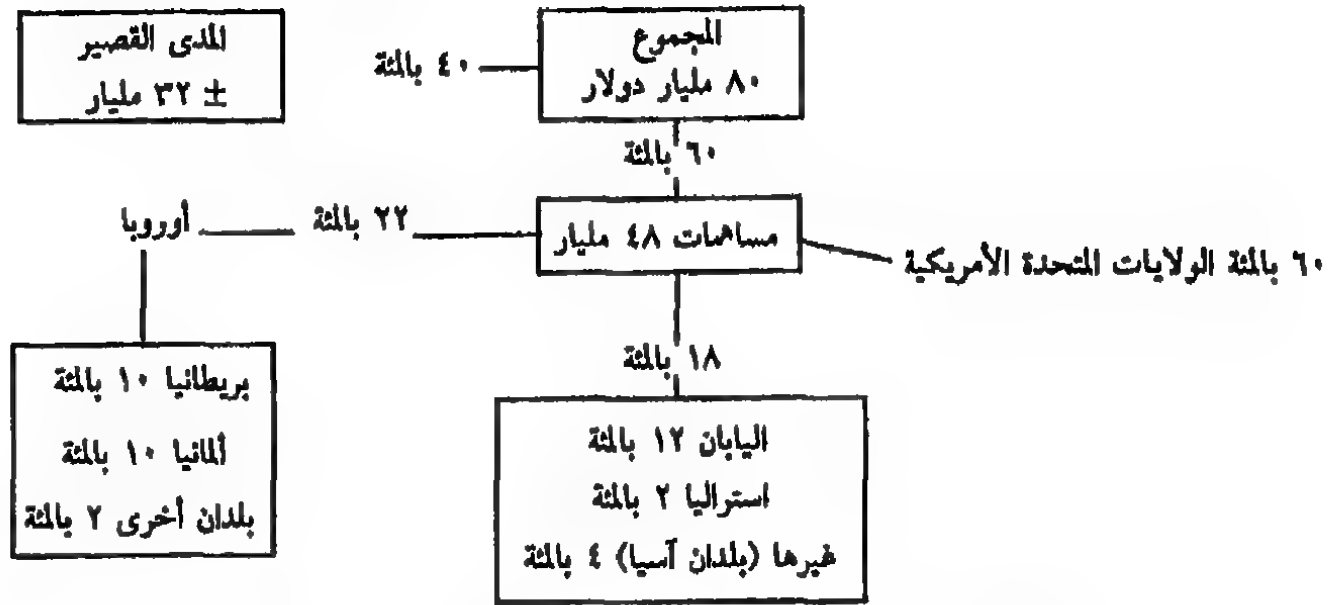 المجموع
٨٠ مليار دولار
٤٠ بالمئة
المدى القصير
± ٣٢ مليار
٦٠ بالمئة
مساهمات ٤٨ مليار
٦٠ بالمئة الولايات المتحدة الأمريكية
٢٢ بالمئة
أوروبا
بريطانيا ١٠ بالمئة
ألمانيا ١٠ بالمئة
بلدان أخرى ٢ بالمئة
١٨ بالمئة
اليابان ١٢ بالمئة
استراليا ٢ بالمئة
غيرها (بلدان آسيا) ٤ بالمئة